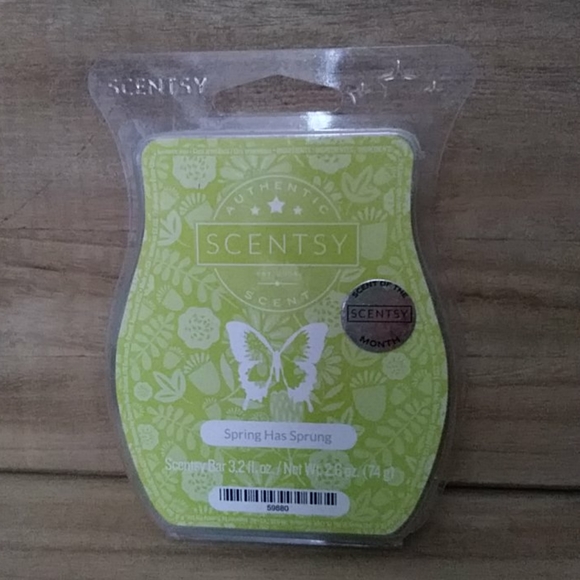 SCENTSY
AUTHENTIC
SCENTSY
SCENT
SCENT OF THE
SCENTSY
MONTH
Spring Has Sprung
Scentsy Bar 3.2 fl. oz. / Net Wt. 2.6 oz. (74 g)
59880